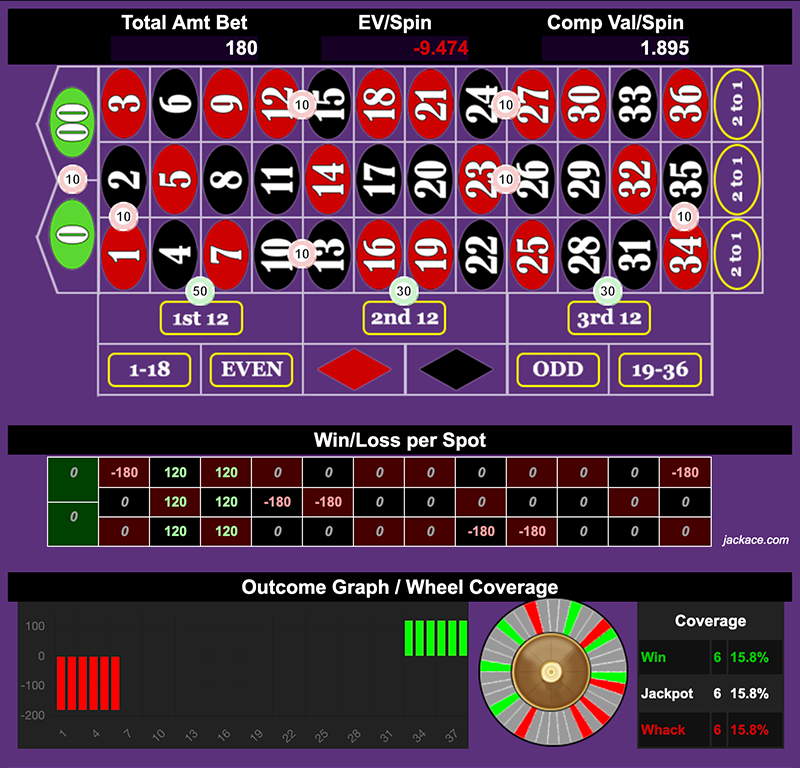 Total Amt Bet EV/Spin Comp Val/Spin
180 -9.474 1.895
00 3 6 9 12 10 15 18 21 24 10 27 30 33 36 2 to 1
10 2 5 8 11 14 17 20 23 10 26 29 32 35 2 to 1
10 10
0 1 4 7 10 10 13 16 19 22 25 28 31 34 2 to 1
50 30 30
1st 12 2nd 12 3rd 12
1-18 EVEN ODD 19-36
Win/Loss per Spot
0 -180 120 120 0 0 0 0 0 0 0 0 -180
0 120 120 -180 -180 0 0 0 0 0 0 0
0 0 120 120 0 0 0 0 -180 -180 0 0 0
jackace.com
Outcome Graph / Wheel Coverage
100
0
-100
-200
1 4 7 10 13 16 19 22 25 28 31 34 37
Coverage
Win 6 15.8%
Jackpot 6 15.8%
Whack 6 15.8%